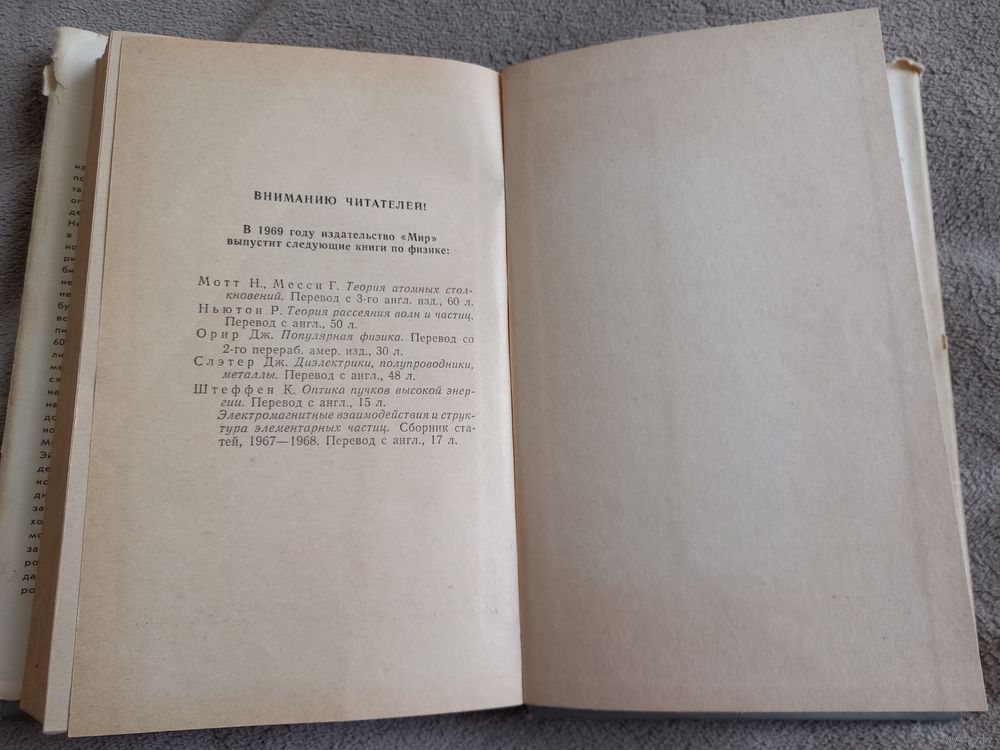 ВНИМАНИЮ ЧИТАТЕЛЕЙ!
В 1969 году издательство «Мир»
выпустит следующие книги по физике:
Мотт Н., Месси Г. Теория атомных стол-
кновений. Перевод с 3-го англ. изд., 60 л.
Ньютон Р. Теория рассеяния волн и частиц.
Перевод с англ., 50 л.
Орир Дж. Популярная физика. Перевод со
2-го перераб. амер. изд., 30 л.
Слэтер Дж. Диэлектрики, полупроводники,
металлы. Перевод с англ., 48 л.
Штеффен К. Оптика пучков высокой энер-
гии. Перевод с англ., 15 л.
Электромагнитные взаимодействия и струк-
тура элементарных частиц. Сборник ста-
тей, 1967—1968. Перевод с англ., 17 л.